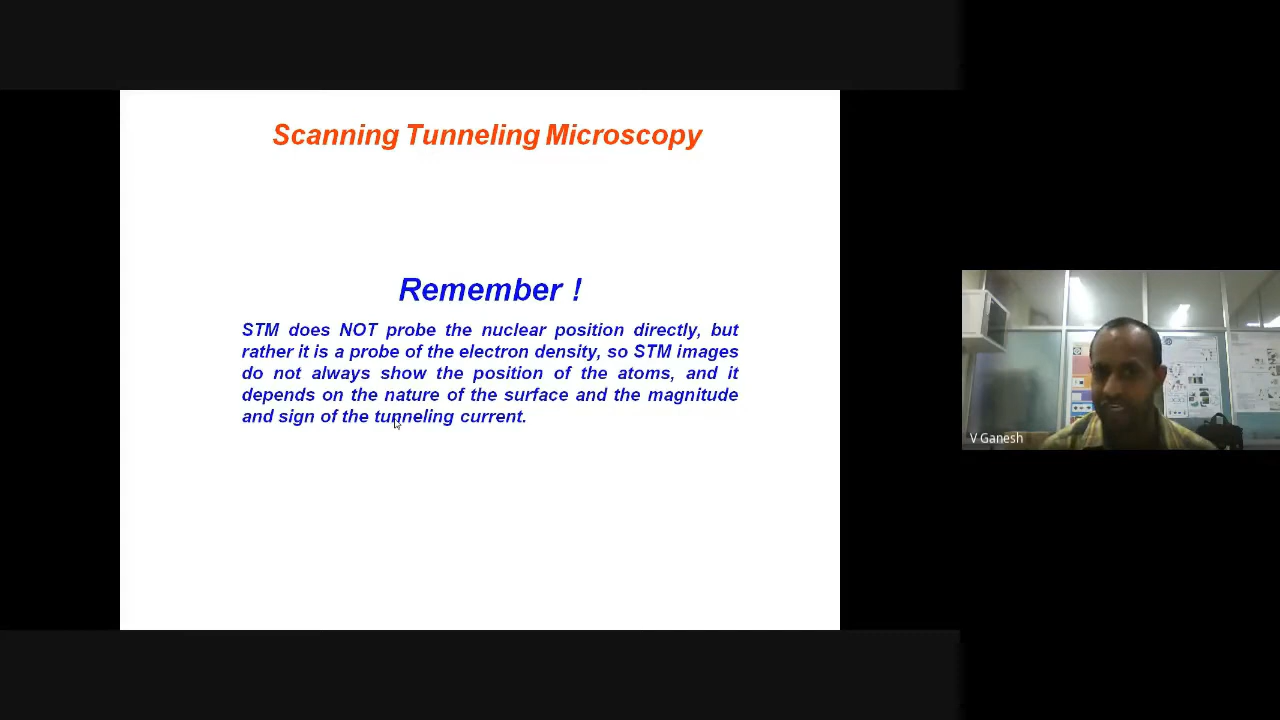 Scanning Tunneling Microscopy
Remember !
STM does NOT probe the nuclear position directly, but
rather it is a probe of the electron density, so STM images
do not always show the position of the atoms, and it
depends on the nature of the surface and the magnitude
and sign of the tunneling current.
V Ganesh